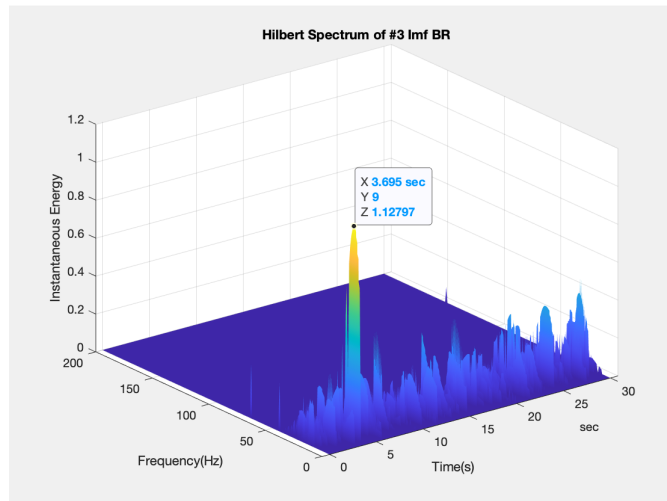 Hilbert Spectrum of #3 Imf BR
1.2
1
0.8
0.6
0.4
0.2
0
Instantaneous Energy
X 3.695 sec
Y 9
Z 1.12797
200
150
100
50
0
Frequency(Hz)
0
5
10
15
20
25
30
sec
Time(s)